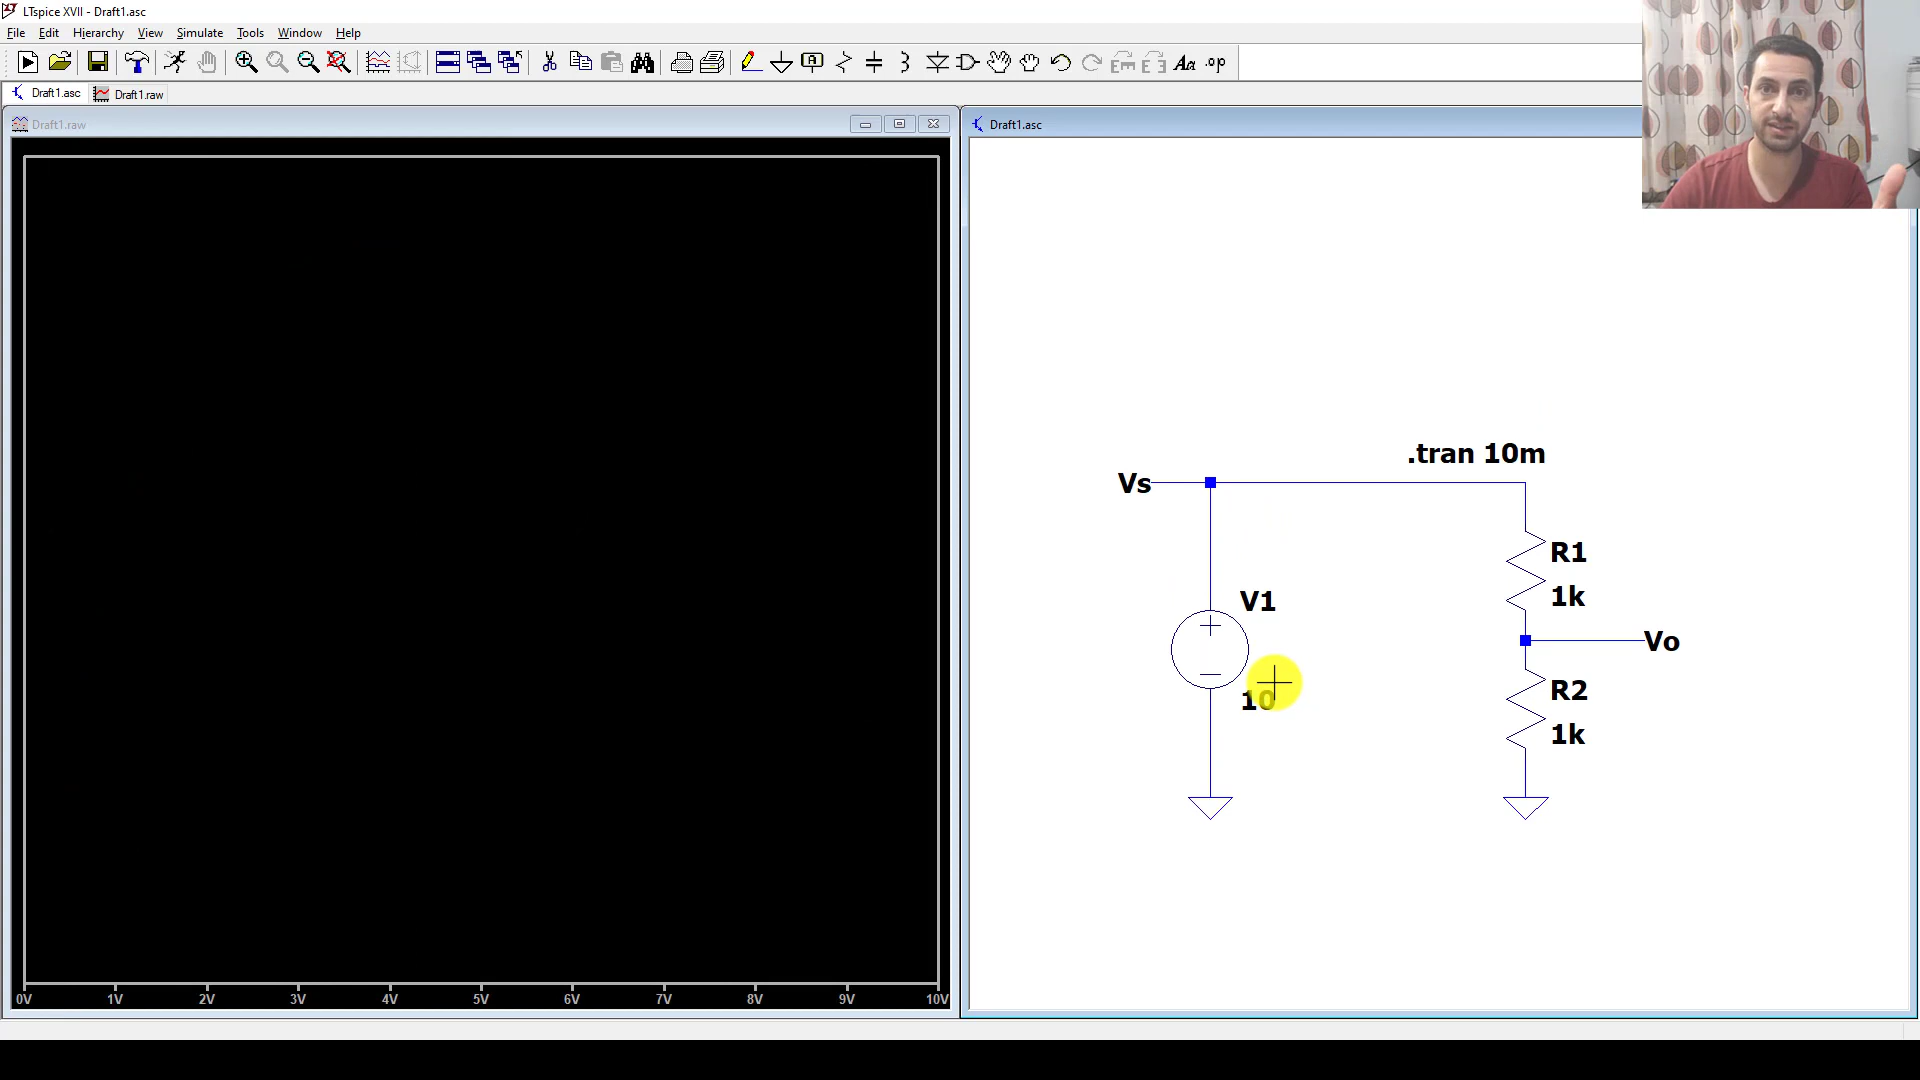 LTspice XVII - Draft1.asc
File Edit Hierarchy View Simulate Tools Window Help
Draft1.asc Draft1.raw
Draft1.raw
Draft1.asc
.tran 10m
Vs
R1
1k
V1
Vo
10
R2
1k
0V 1V 2V 3V 4V 5V 6V 7V 8V 9V 10V